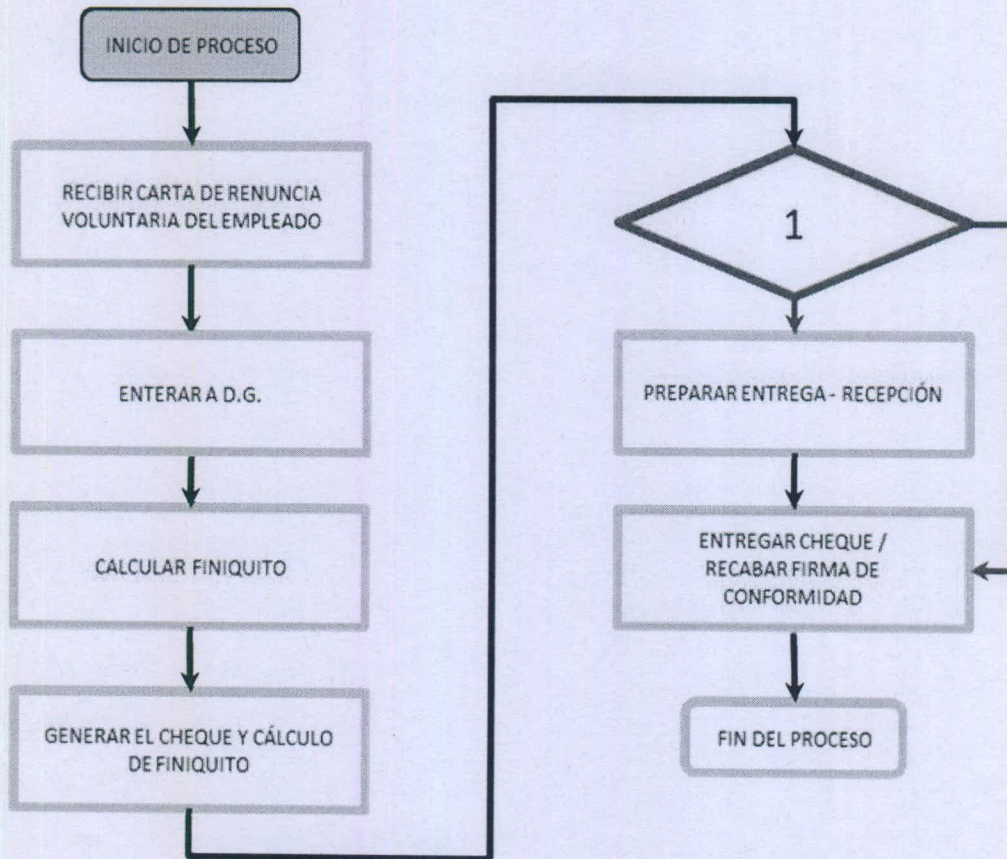 INICIO DE PROCESO
RECIBIR CARTA DE RENUNCIA
VOLUNTARIA DEL EMPLEADO
ENTERAR A D.G.
CALCULAR FINIQUITO
GENERAR EL CHEQUE Y CÁLCULO
DE FINIQUITO
1
PREPARAR ENTREGA - RECEPCIÓN
ENTREGAR CHEQUE /
RECABAR FIRMA DE
CONFORMIDAD
FIN DEL PROCESO